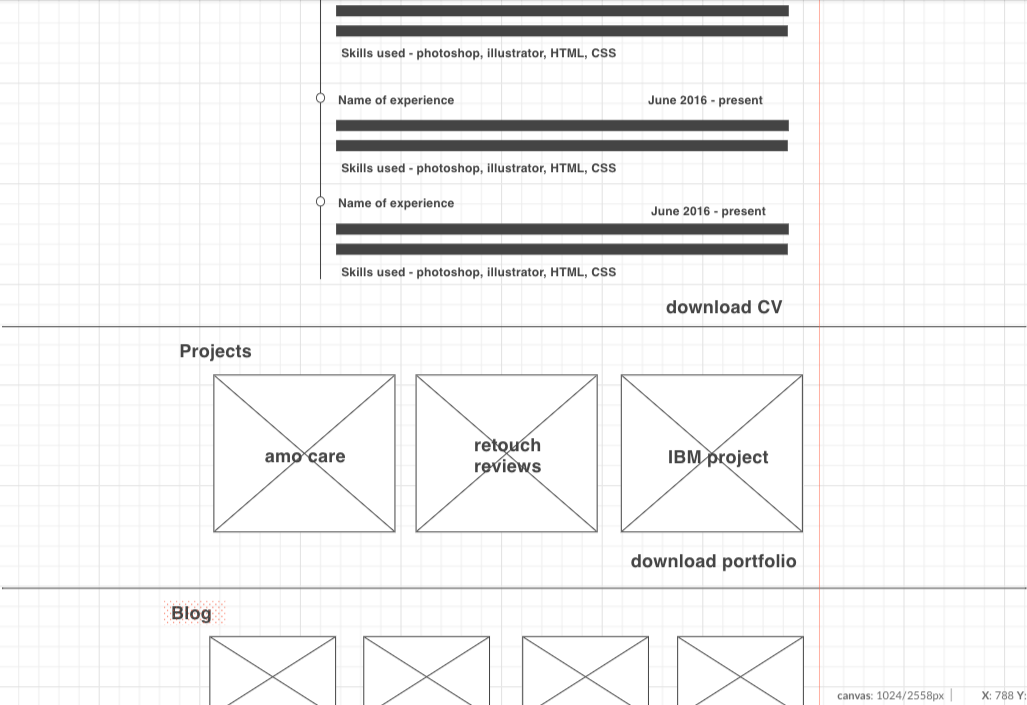 Skills used - photoshop, illustrator, HTML, CSS
Name of experience
June 2016 - present
Skills used - photoshop, illustrator, HTML, CSS
Name of experience
June 2016 - present
Skills used - photoshop, illustrator, HTML, CSS
download CV
Projects
amo care
retouch
reviews
IBM project
download portfolio
Blog
canvas: 1024/2558px
X: 788 Y: